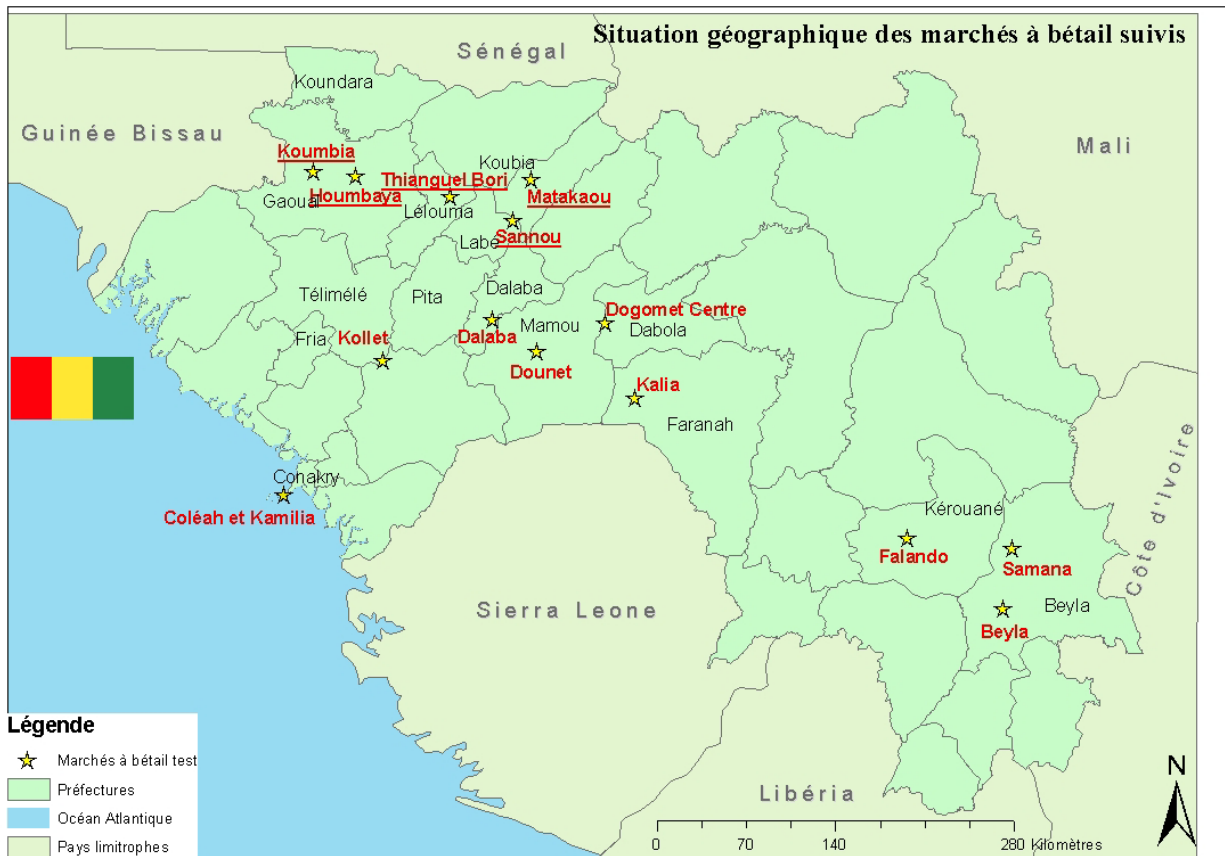 Situation géographique des marchés à bétail suivis
Sénégal
Koundara
Guinée Bissau
Mali
Koumbia
Koubia
Thianguel Bori
Houmbaya
Matakaou
Gaoual
Lélouma
Sannou
Labé
Télimélé
Pita
Dalaba
Dogomet Centre
Mamou
Dabola
Fria
Kollet
Dalaba
Dounet
Kalia
Faranah
Conakry
Coléah et Kamilia
Kérouané
Côte d'Ivoire
Falando
Samana
Sierra Leone
Beyla
Beyla
Légende
Marchés à bétail test
Préfectures
Océan Atlantique
Pays limitrophes
Libéria
N
0 70 140 280 Kilomètres